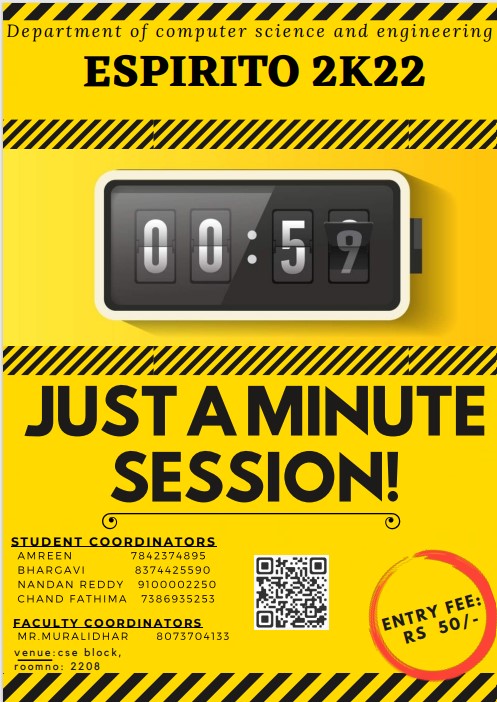 Department of computer science and engineering
ESPIRITO 2K22
00:59
JUST A MINUTE
SESSION!
STUDENT COORDINATORS
AMREEN 7842374895
BHARGAVI 8374425590
NANDAN REDDY 9100002250
CHAND FATHIMA 7386935253
FACULTY COORDINATORS
MR.MURALIDHAR 8073704133
venue:cse block,
roomno: 2208
ENTRY FEE:
RS 50/-